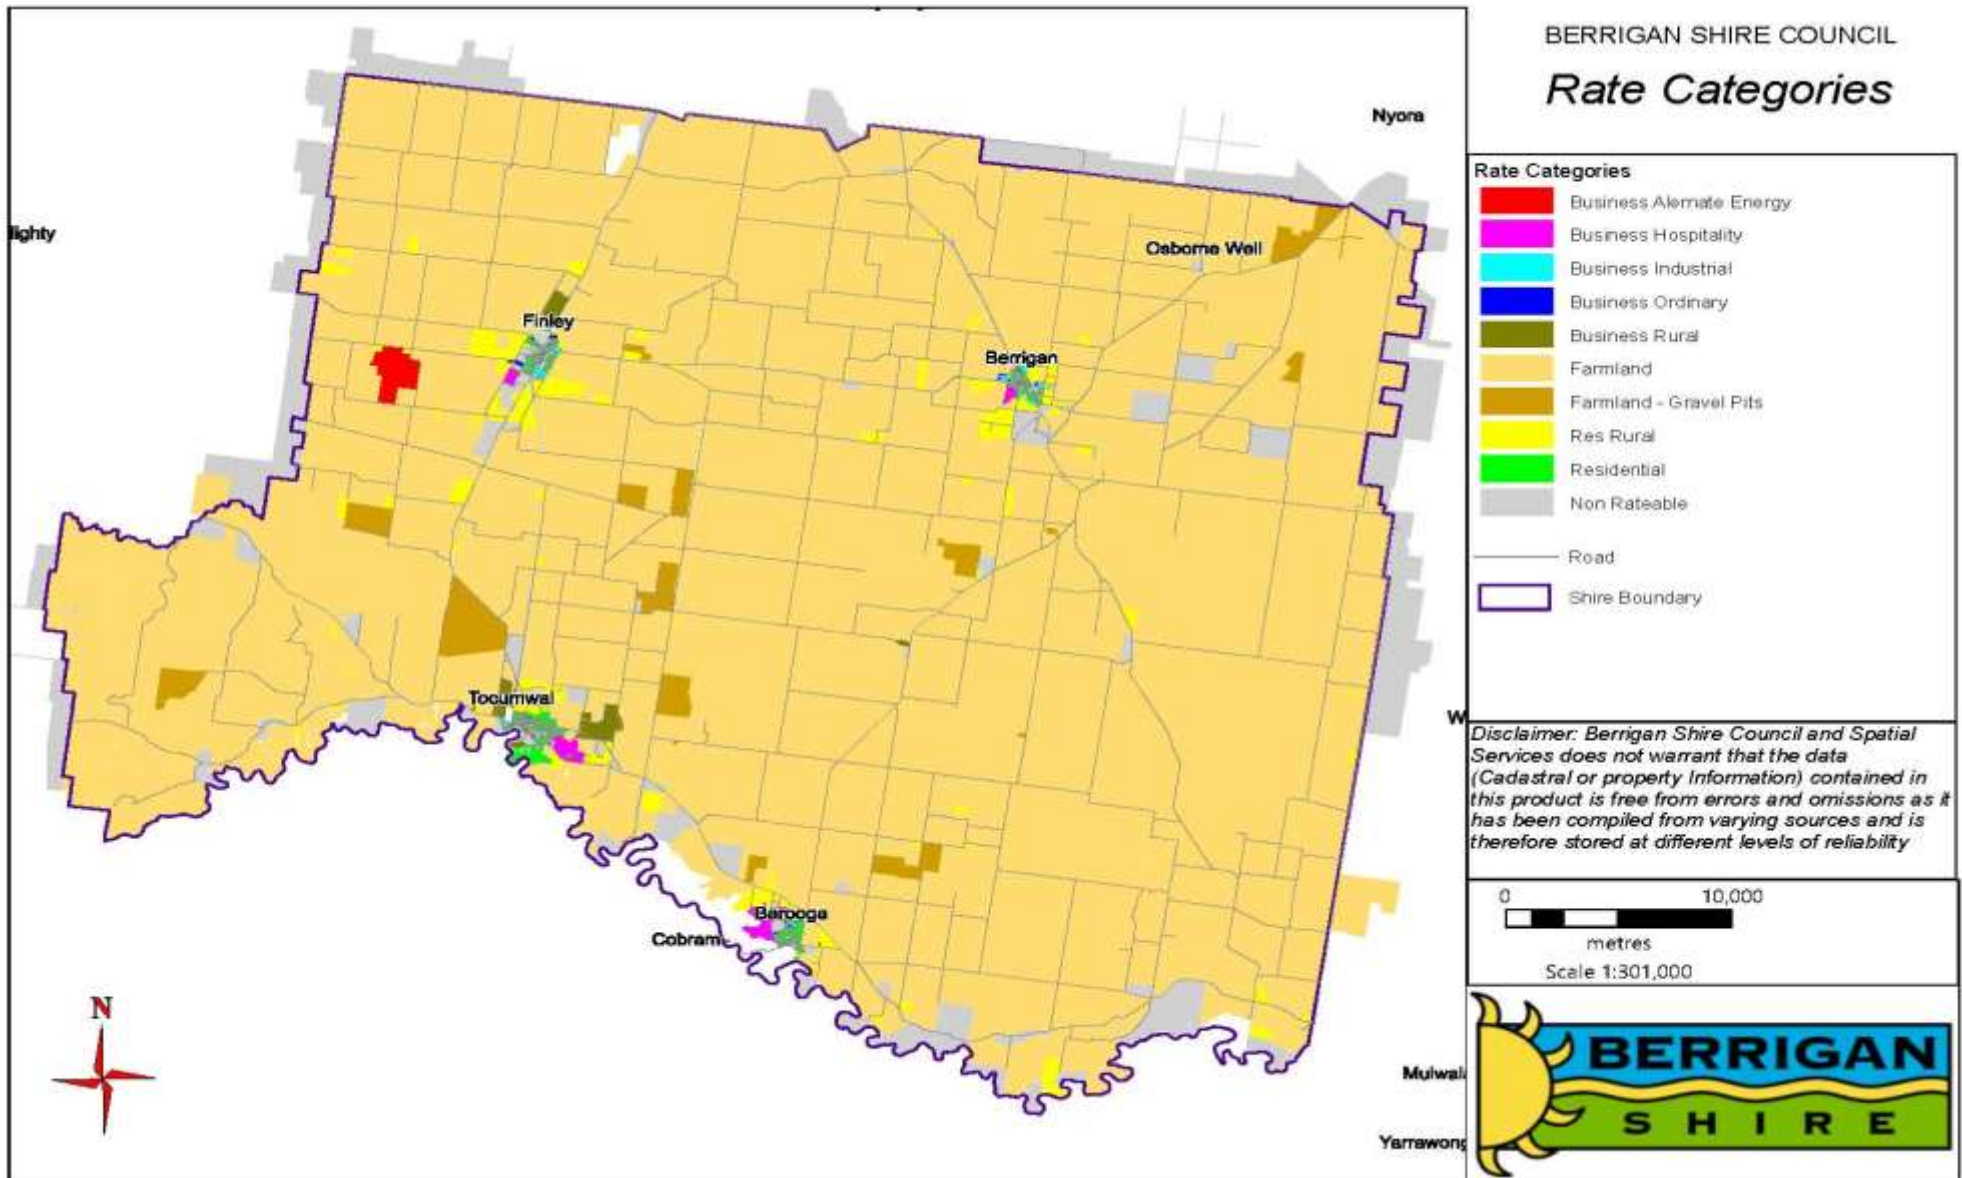 BERRIGAN SHIRE COUNCIL
Rate Categories
Nyora
lighty
Osborne Well
Finley
Berrigan
Tocumwal
Barooga
Cobram
Mulwala
Yarrawong
W
N
Rate Categories
Business Alernate Energy
Business Hospitality
Business Industrial
Business Ordinary
Business Rural
Farmland
Farmland - Gravel Pits
Res Rural
Residential
Non Rateable
Road
Shire Boundary
Disclaimer: Berrigan Shire Council and Spatial
Services does not warrant that the data
(Cadastral or property Information) contained in
this product is free from errors and omissions as it
has been compiled from varying sources and is
therefore stored at different levels of reliability
0 10,000
metres
Scale 1:301,000
BERRIGAN
SHIRE